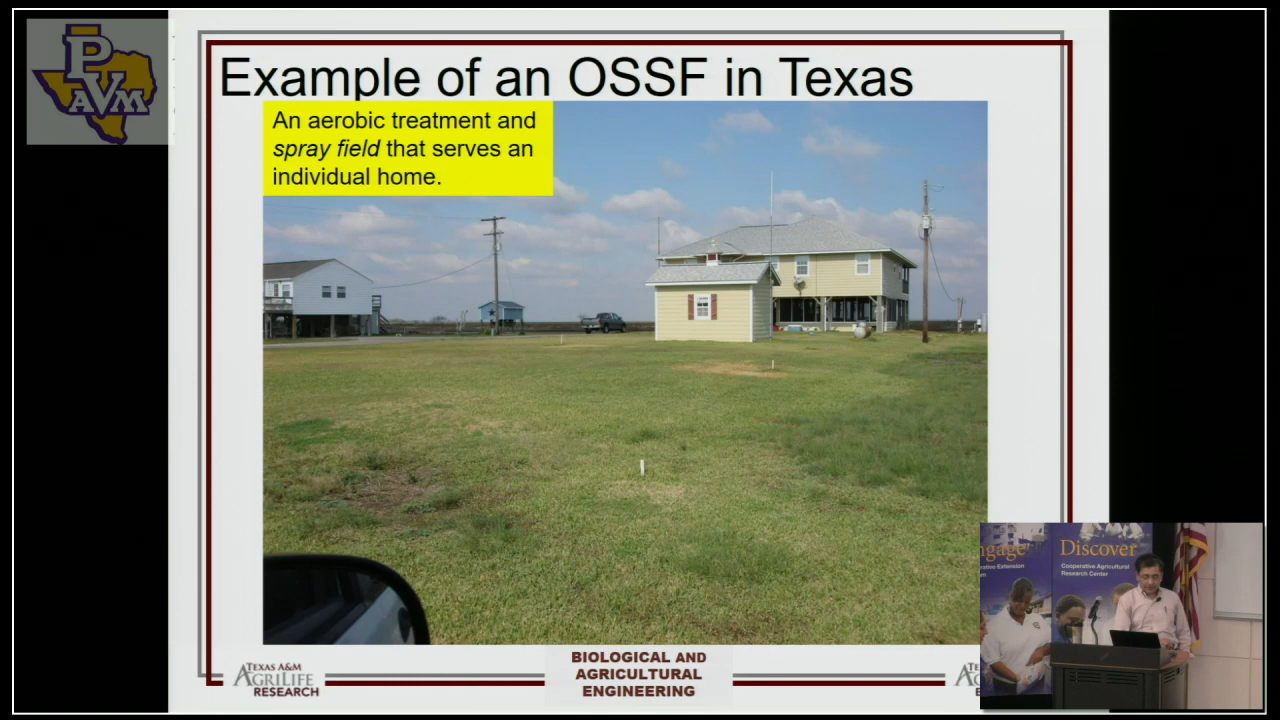 PVAM
Example of an OSSF in Texas
An aerobic treatment and
spray field that serves an
individual home.
TEXAS A&M
AGRILIFE
RESEARCH
BIOLOGICAL AND
AGRICULTURAL
ENGINEERING
ngage
Discover
Cooperative Agricultural
Research Center